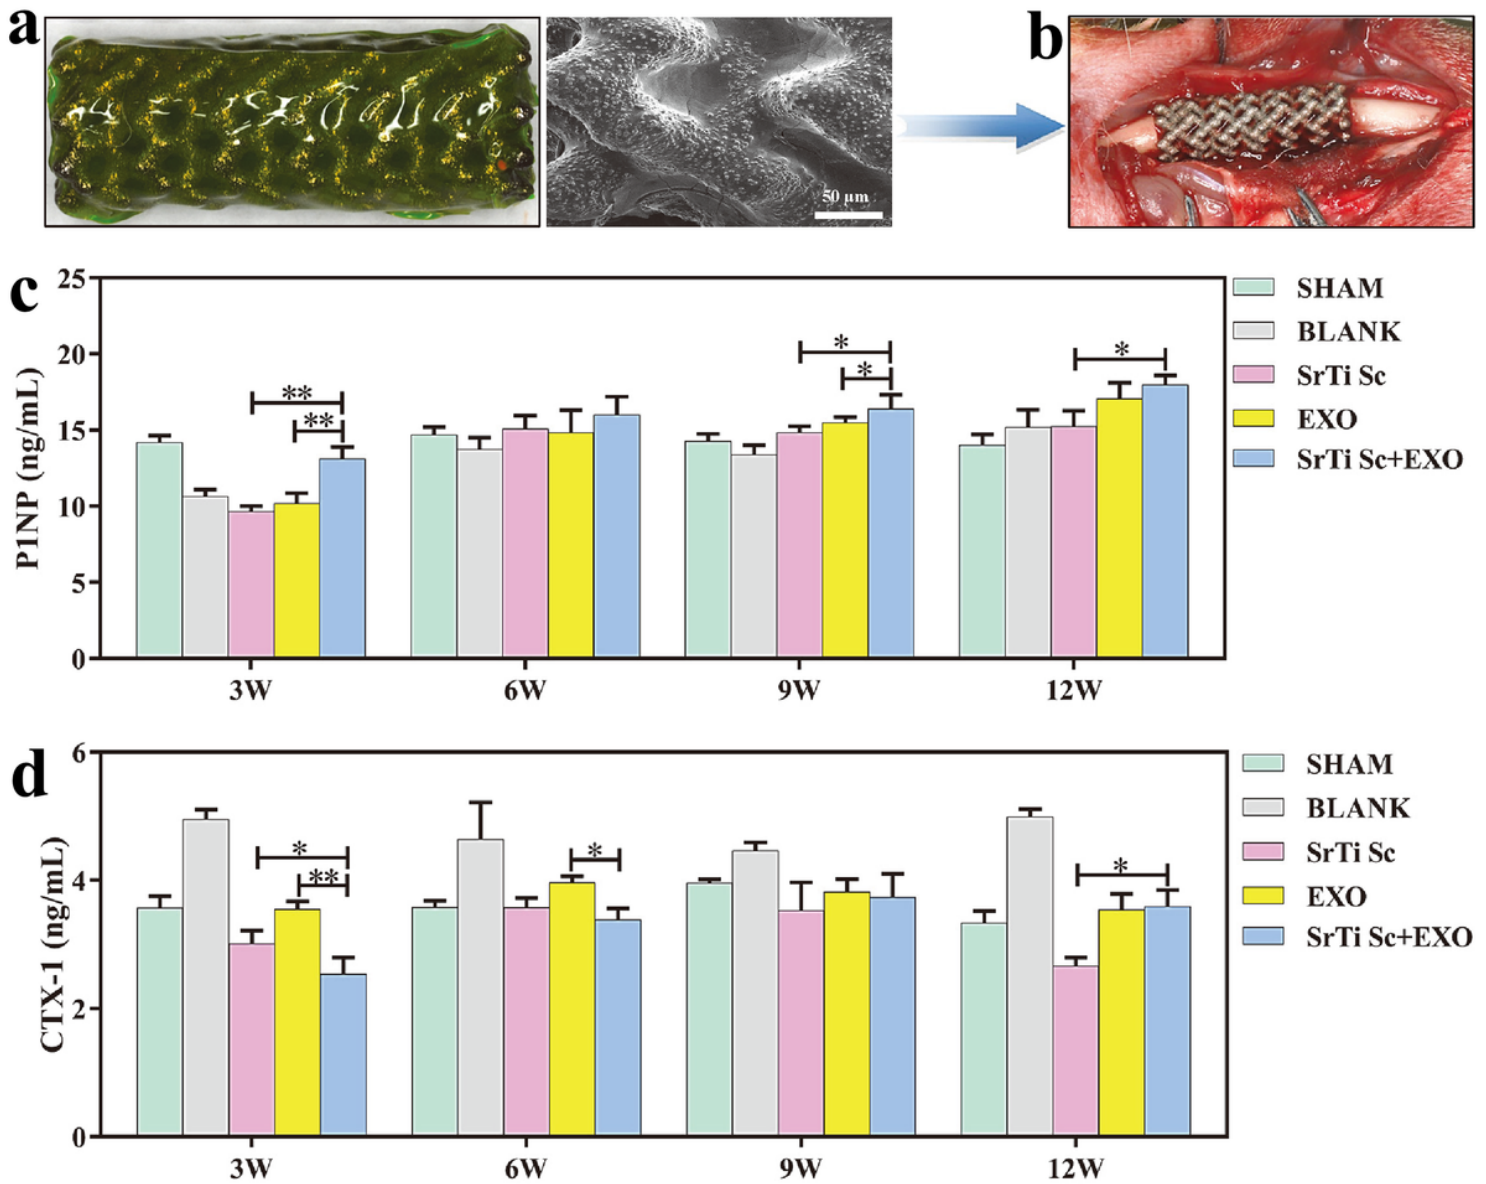 a
50 μm
b
c
P1NP (ng/mL)
25
20
15
10
5
0
** **
* *
*
3W 6W 9W 12W
SHAM
BLANK
SrTi Sc
EXO
SrTi Sc+EXO
d
CTX-1 (ng/mL)
6
4
2
0
* **
*
*
3W 6W 9W 12W
SHAM
BLANK
SrTi Sc
EXO
SrTi Sc+EXO